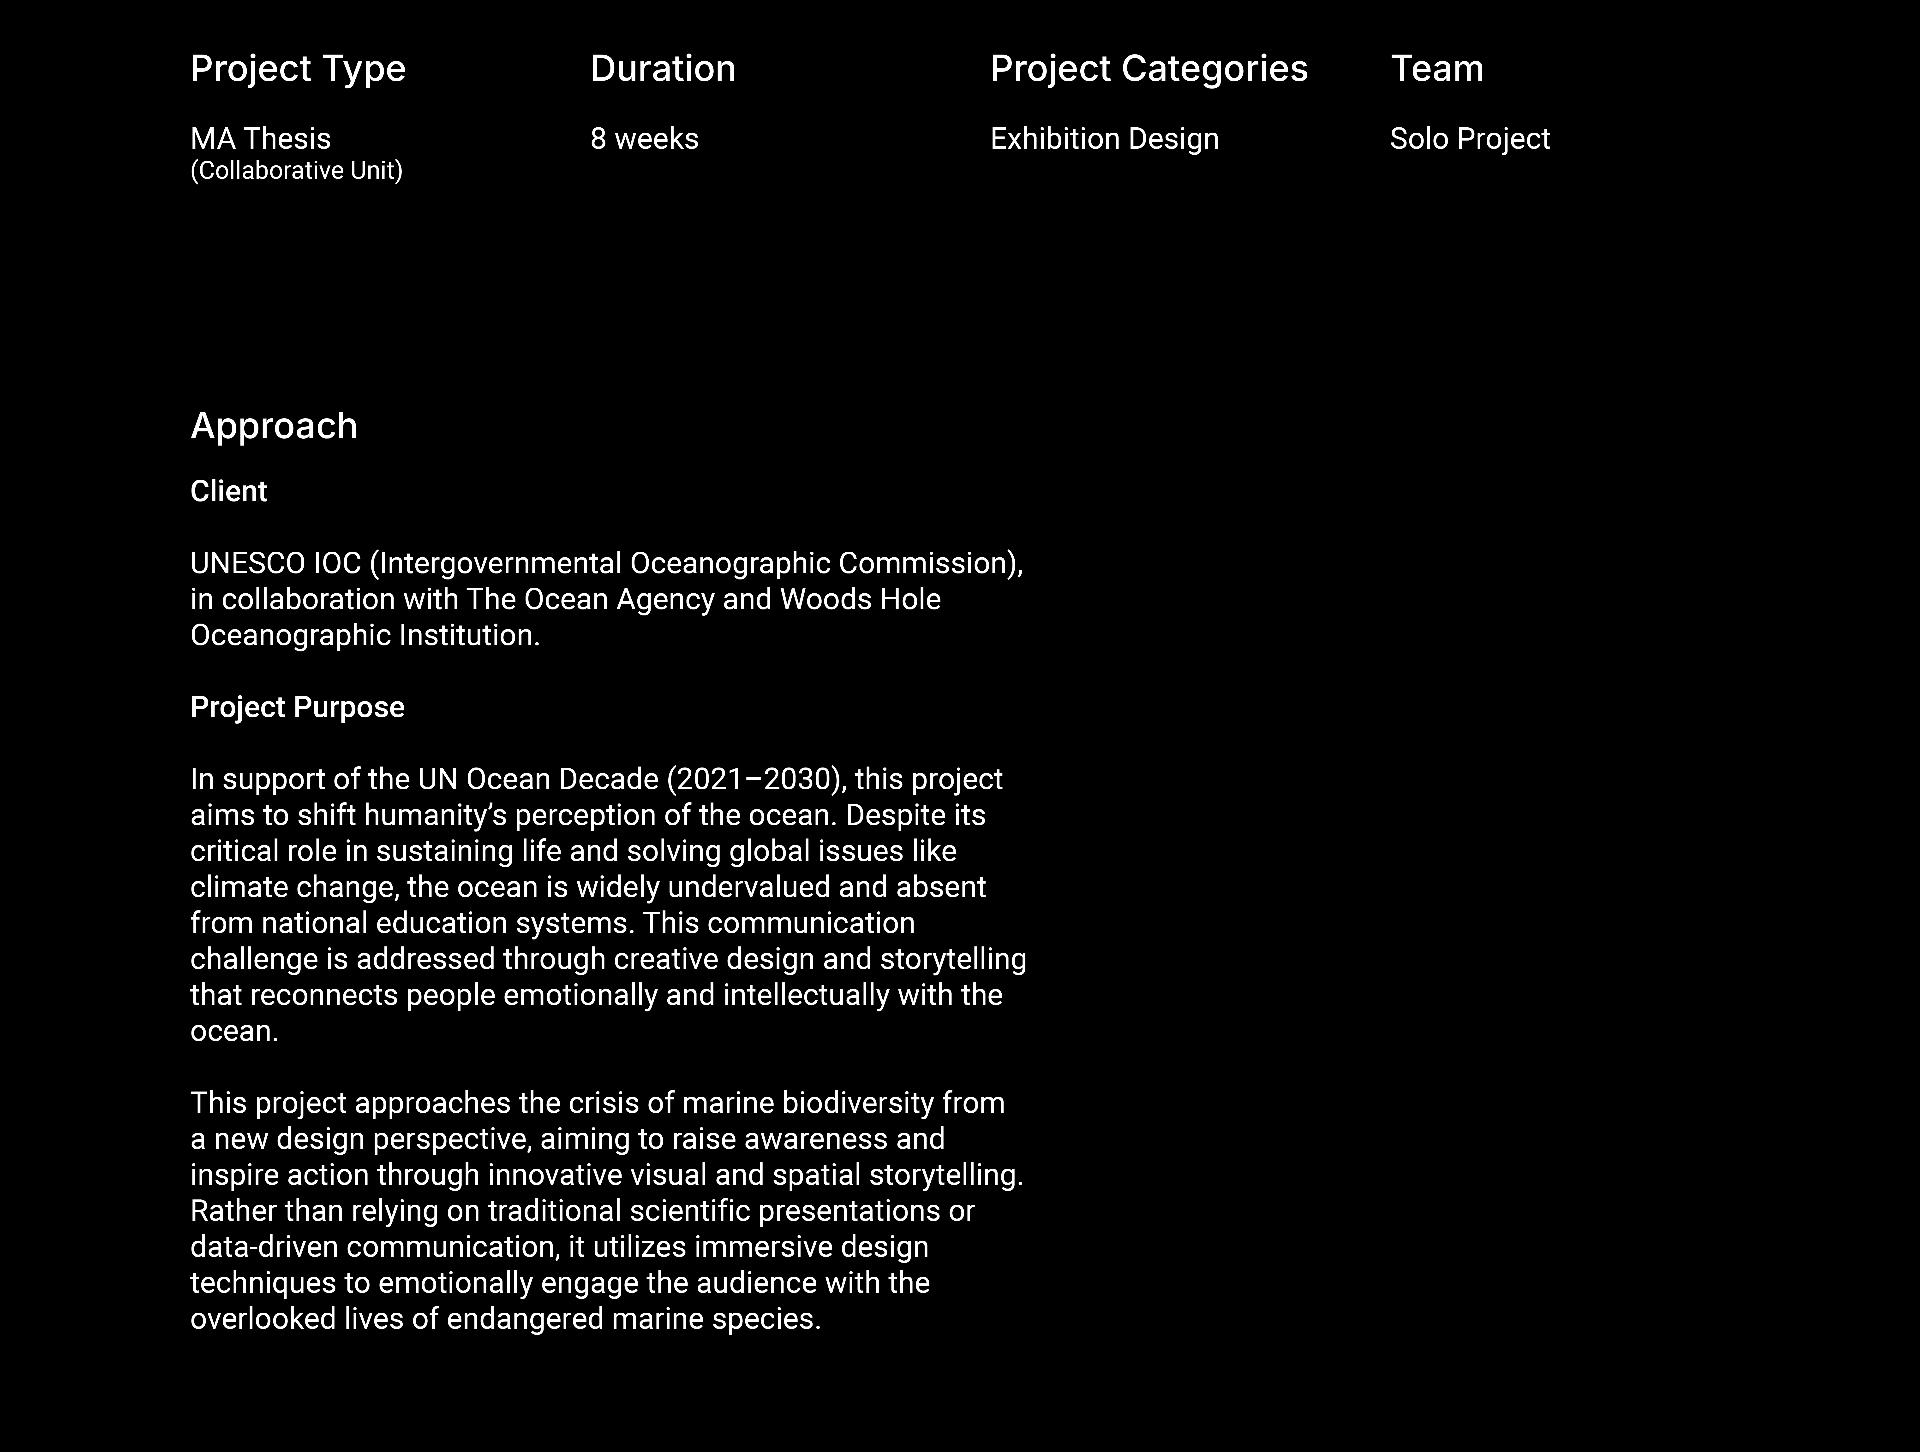 Project Type
Duration
Project Categories
Team
MA Thesis
8 weeks
Exhibition Design
Solo Project
(Collaborative Unit)
Approach
Client
UNESCO IOC (Intergovernmental Oceanographic Commission),
in collaboration with The Ocean Agency and Woods Hole
Oceanographic Institution.
Project Purpose
In support of the UN Ocean Decade (2021–2030), this project
aims to shift humanity’s perception of the ocean. Despite its
critical role in sustaining life and solving global issues like
climate change, the ocean is widely undervalued and absent
from national education systems. This communication
challenge is addressed through creative design and storytelling
that reconnects people emotionally and intellectually with the
ocean.
This project approaches the crisis of marine biodiversity from
a new design perspective, aiming to raise awareness and
inspire action through innovative visual and spatial storytelling.
Rather than relying on traditional scientific presentations or
data-driven communication, it utilizes immersive design
techniques to emotionally engage the audience with the
overlooked lives of endangered marine species.